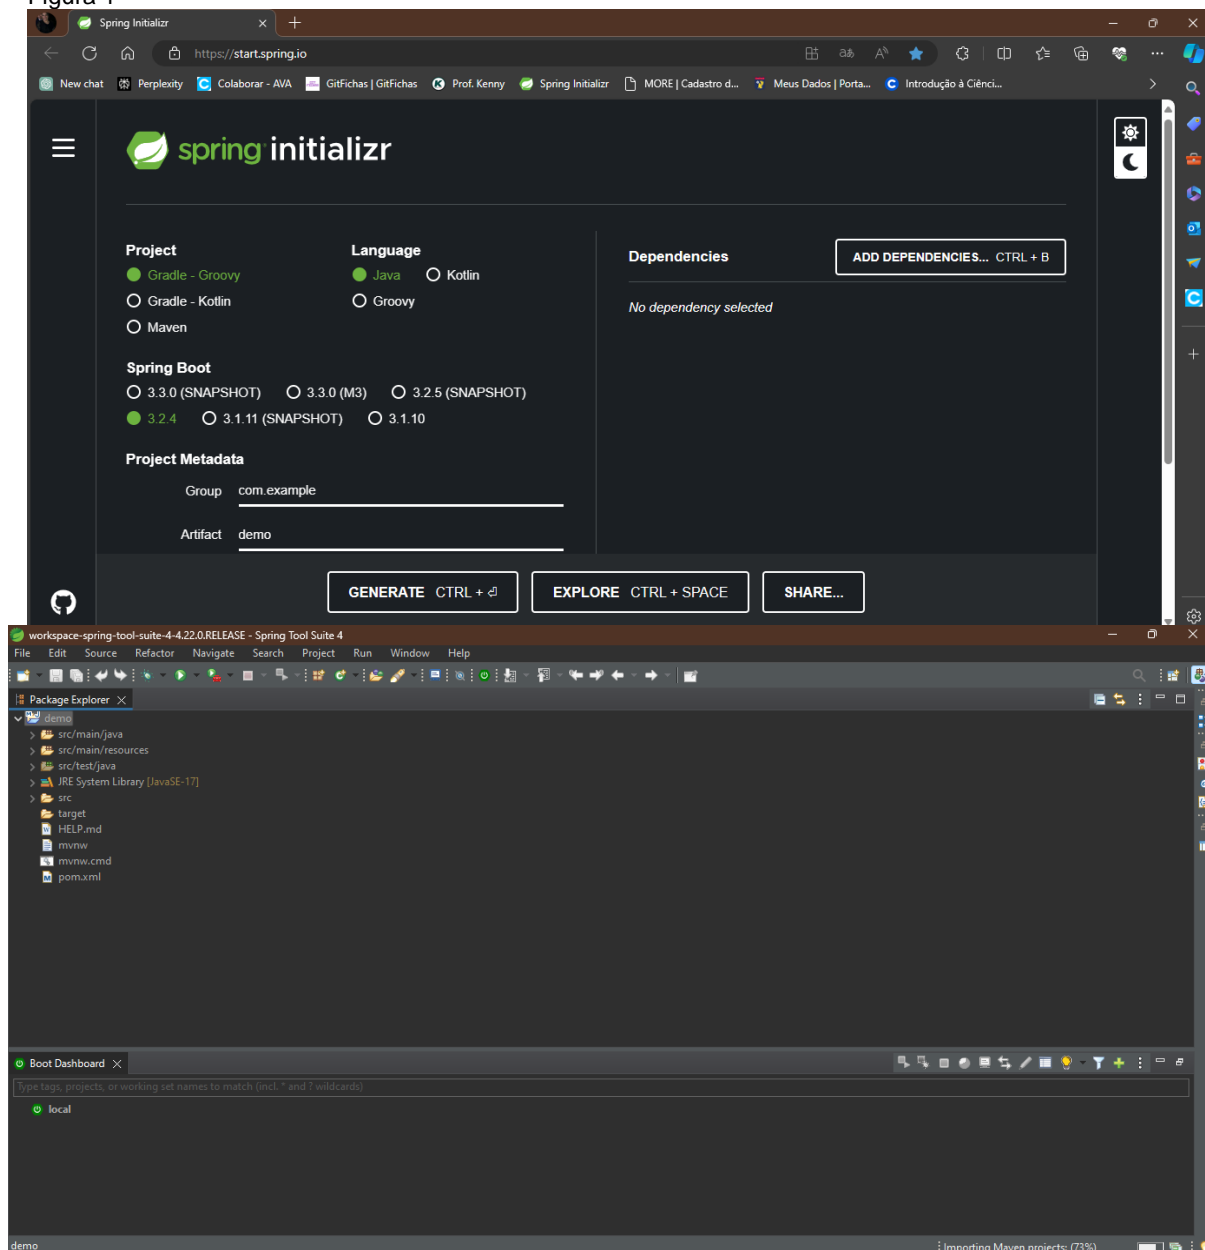 Figura 1
Spring Initializr
https://start.spring.io
New chat Perplexity Colaborar - AVA GitFichas | GitFichas Prof. Kenny Spring Initializr MORE | Cadastro d... Meus Dados | Porta... Introdução à Ciênci...
spring initializr
Project
Gradle - Groovy
Gradle - Kotlin
Maven
Language
Java Kotlin
Groovy
Spring Boot
3.3.0 (SNAPSHOT) 3.3.0 (M3) 3.2.5 (SNAPSHOT)
3.2.4 3.1.11 (SNAPSHOT) 3.1.10
Project Metadata
Group com.example
Artifact demo
Dependencies ADD DEPENDENCIES... CTRL + B
No dependency selected
GENERATE CTRL + ⏎ EXPLORE CTRL + SPACE SHARE...
workspace-spring-tool-suite-4-4.22.0.RELEASE - Spring Tool Suite 4
File Edit Source Refactor Navigate Search Project Run Window Help
Package Explorer
demo
src/main/java
src/main/resources
src/test/java
JRE System Library [JavaSE-17]
src
target
HELP.md
mvnw
mvnw.cmd
pom.xml
Boot Dashboard
Type tags, projects, or working set names to match (incl. * and ? wildcards)
local
demo
Importing Maven projects: (73%)